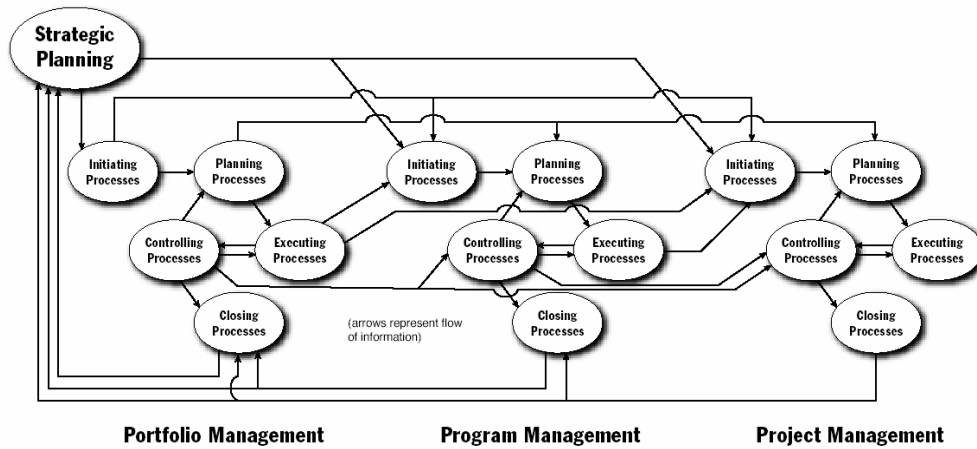 Strategic
Planning
Initiating
Processes
Planning
Processes
Initiating
Processes
Planning
Processes
Initiating
Processes
Planning
Processes
Controlling
Processes
Executing
Processes
Controlling
Processes
Executing
Processes
Controlling
Processes
Executing
Processes
Closing
Processes
(arrows represent flow
of information)
Closing
Processes
Closing
Processes
Portfolio Management
Program Management
Project Management